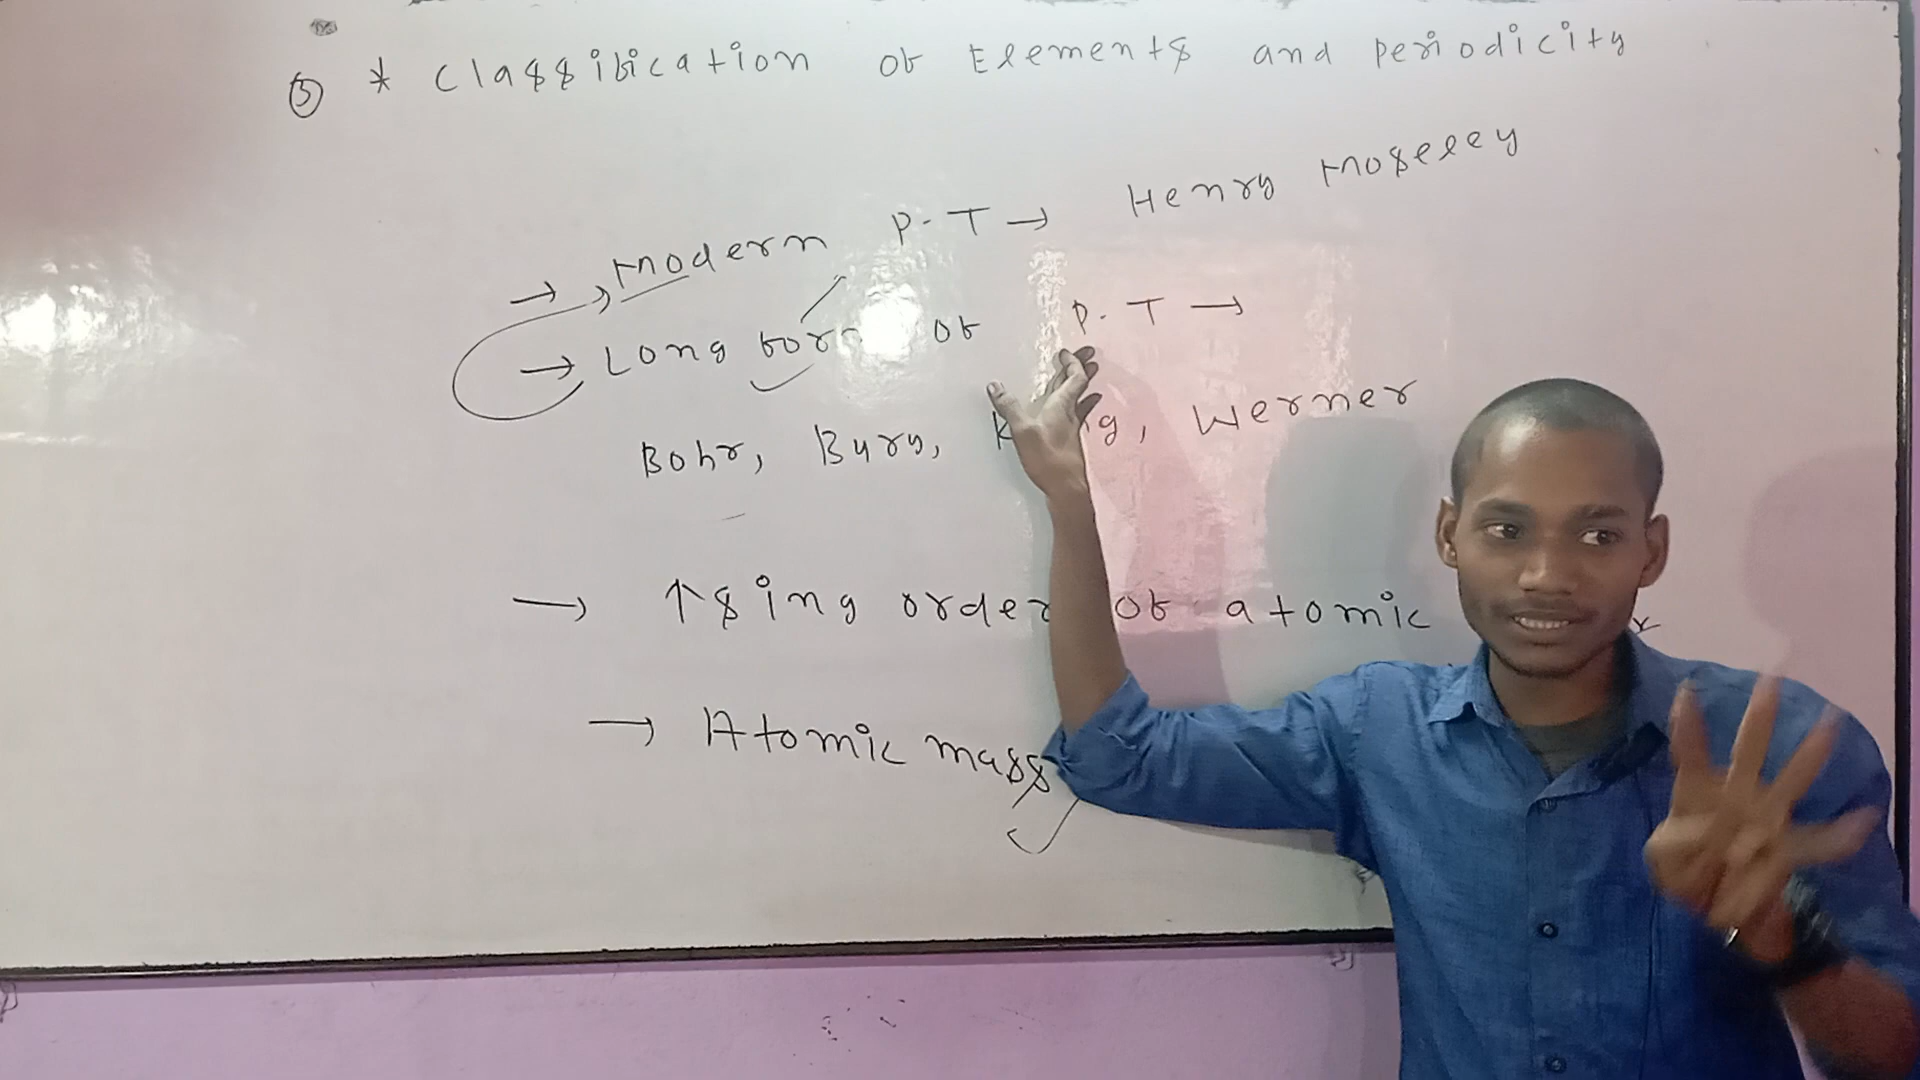 5 * Classification of Elements and periodicity
→ Modern P.T → Henry Moseley
→ Long form of P.T →
Bohr, Bury, Werner
→ ↑sing order of atomic
→ Atomic mass